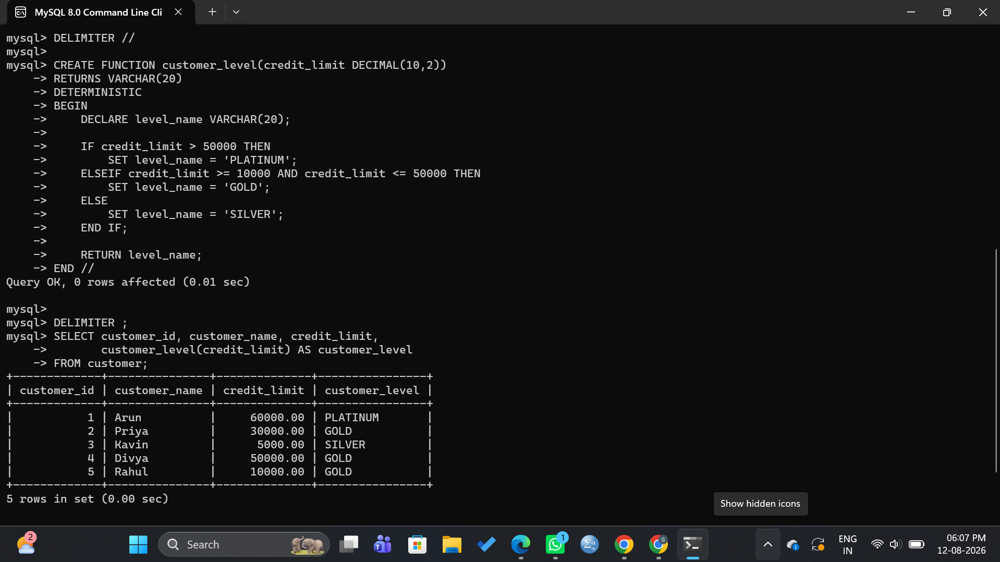 MySQL 8.0 Command Line Cli
mysql> DELIMITER //
mysql>
mysql> CREATE FUNCTION customer_level(credit_limit DECIMAL(10,2))
    -> RETURNS VARCHAR(20)
    -> DETERMINISTIC
    -> BEGIN
    ->     DECLARE level_name VARCHAR(20);
    ->
    ->     IF credit_limit > 50000 THEN
    ->         SET level_name = 'PLATINUM';
    ->     ELSEIF credit_limit >= 10000 AND credit_limit <= 50000 THEN
    ->         SET level_name = 'GOLD';
    ->     ELSE
    ->         SET level_name = 'SILVER';
    ->     END IF;
    ->
    ->     RETURN level_name;
    -> END //
Query OK, 0 rows affected (0.01 sec)
mysql>
mysql> DELIMITER ;
mysql> SELECT customer_id, customer_name, credit_limit,
    ->        customer_level(credit_limit) AS customer_level
    -> FROM customer;
+-------------+---------------+--------------+----------------+
| customer_id | customer_name | credit_limit | customer_level |
+-------------+---------------+--------------+----------------+
|           1 | Arun          |     60000.00 | PLATINUM       |
|           2 | Priya         |     30000.00 | GOLD           |
|           3 | Kavin         |      5000.00 | SILVER         |
|           4 | Divya         |     50000.00 | GOLD           |
|           5 | Rahul         |     10000.00 | GOLD           |
+-------------+---------------+--------------+----------------+
5 rows in set (0.00 sec)
Show hidden icons
2
Search
T
1
Σα
G
ENG
IN
06:07 PM
12-08-2026